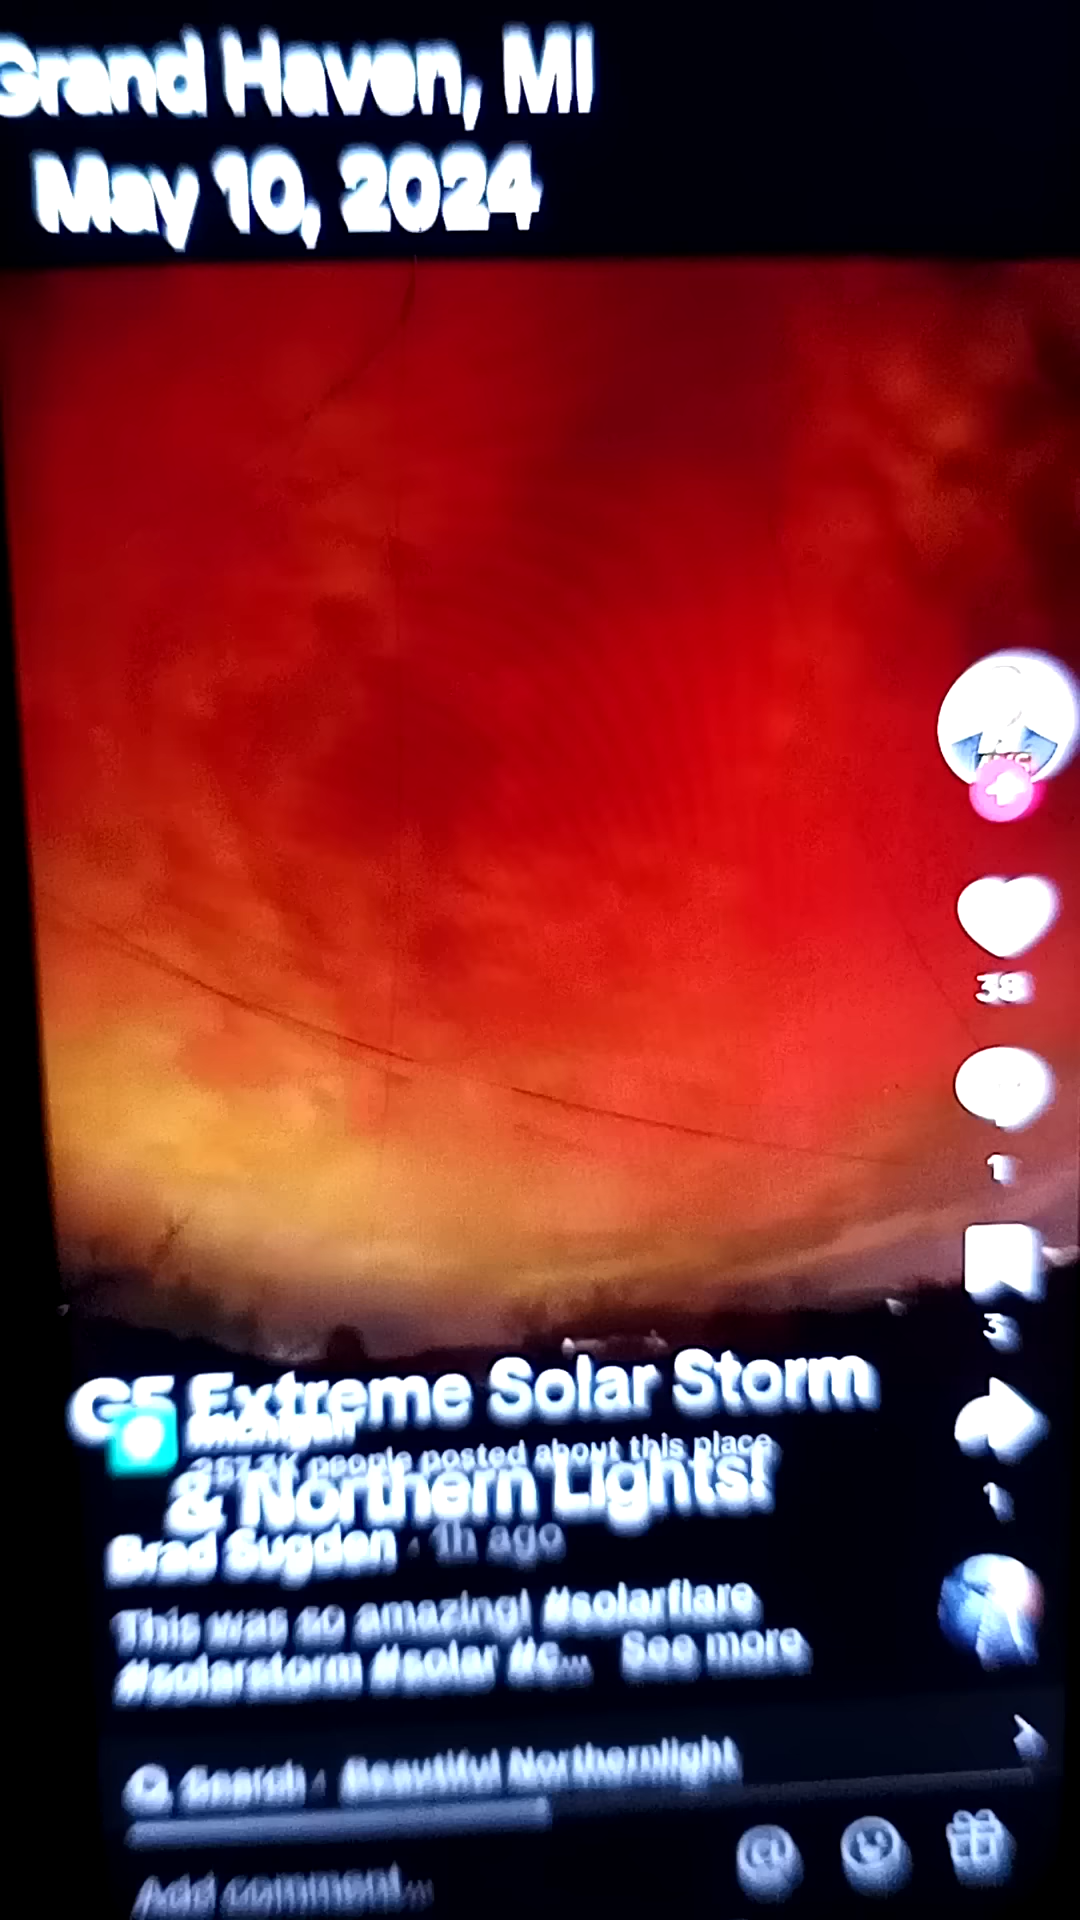 Grand Haven, MI
May 10, 2024
38
1
3
1
G5 Extreme Solar Storm
Michigan
257.3K people posted about this place
& Northern Lights!
Brad Sugden · 1h ago
This was so amazing! #solarflare
#solarstorm #solar #c... See more
Search · Beautiful Northernlight
Add comment...